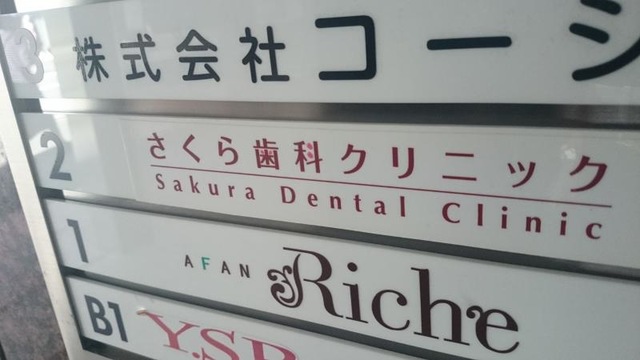 3 株式会社コーシ
2 さくら歯科クリニック
Sakura Dental Clinic
1 AFAN Riche
B1 Y.SB